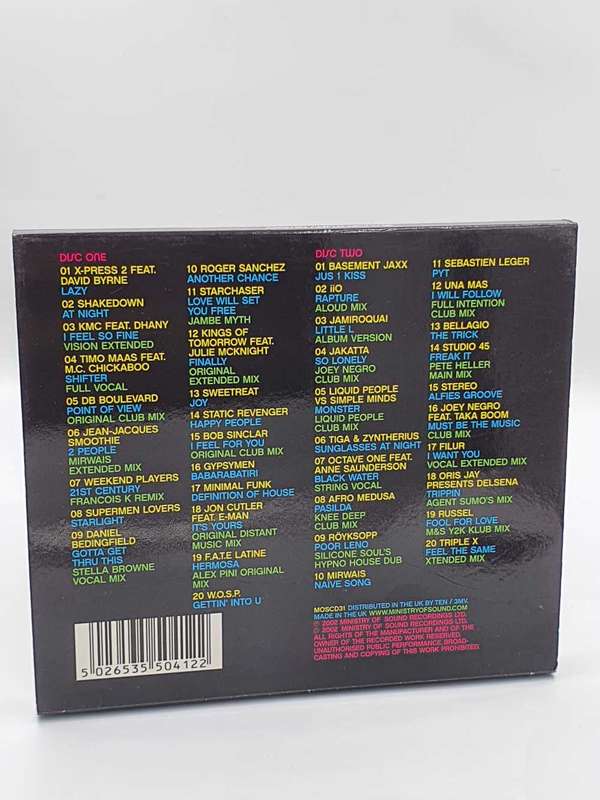 DISC ONE
01 X-PRESS 2 FEAT.
DAVID BYRNE
LAZY
02 SHAKEDOWN
AT NIGHT
03 KMC FEAT. DHANY
I FEEL SO FINE
VISION EXTENDED
04 TIMO MAAS FEAT.
M.C. CHICKABOO
SHIFTER
FULL VOCAL
05 DB BOULEVARD
POINT OF VIEW
ORIGINAL CLUB MIX
06 JEAN-JACQUES
SMOOTHIE
2 PEOPLE
MIRWAIS
EXTENDED MIX
07 WEEKEND PLAYERS
21ST CENTURY
FRANCOIS K REMIX
08 SUPERMEN LOVERS
STARLIGHT
09 DANIEL
BEDINGFIELD
GOTTA GET
THRU THIS
STELLA BROWNE
VOCAL MIX
10 ROGER SANCHEZ
ANOTHER CHANCE
11 STARCHASER
LOVE WILL SET
YOU FREE
JAMBE MYTH
12 KINGS OF
TOMORROW FEAT.
JULIE MCKNIGHT
FINALLY
ORIGINAL
EXTENDED MIX
13 SWEETREAT
JOY
14 STATIC REVENGER
HAPPY PEOPLE
15 BOB SINCLAR
I FEEL FOR YOU
ORIGINAL CLUB MIX
16 GYPSYMEN
BABARABATIRI
17 MINIMAL FUNK
DEFINITION OF HOUSE
18 JON CUTLER
FEAT. E-MAN
IT'S YOURS
ORIGINAL DISTANT
MUSIC MIX
19 F.A.T.E LATINE
HERMOSA
ALEX PINI ORIGINAL
MIX
20 W.O.S.P.
GETTIN' INTO U
DISC TWO
01 BASEMENT JAXX
JUS 1 KISS
02 iiO
RAPTURE
ALOUD MIX
03 JAMIROQUAI
LITTLE L
ALBUM VERSION
04 JAKATTA
SO LONELY
JOEY NEGRO
CLUB MIX
05 LIQUID PEOPLE
VS SIMPLE MINDS
MONSTER
LIQUID PEOPLE
CLUB MIX
06 TIGA & ZYNTHERIUS
SUNGLASSES AT NIGHT
07 OCTAVE ONE FEAT.
ANNE SAUNDERSON
BLACK WATER
STRING VOCAL
08 AFRO MEDUSA
PASILDA
KNEE DEEP
CLUB MIX
09 RÖYKSOPP
POOR LENO
SILICONE SOUL'S
HYPNO HOUSE DUB
10 MIRWAIS
NAIVE SONG
11 SEBASTIEN LEGER
PYT
12 UNA MAS
I WILL FOLLOW
FULL INTENTION
CLUB MIX
13 BELLAGIO
THE TRICK
14 STUDIO 45
FREAK IT
PETE HELLER
MAIN MIX
15 STEREO
ALFIES GROOVE
16 JOEY NEGRO
FEAT. TAKA BOOM
MUST BE THE MUSIC
CLUB MIX
17 FILUR
I WANT YOU
VOCAL EXTENDED MIX
18 ORIS JAY
PRESENTS DELSENA
TRIPPIN
AGENT SUMO'S MIX
19 RUSSEL
FOOL FOR LOVE
M&S Y2K KLUB MIX
20 TRIPLE X
FEEL THE SAME
XTENDED MIX
MOSCD31 DISTRIBUTED IN THE UK BY TEN / 3MV.
MADE IN THE UK WWW.MINISTRYOFSOUND.COM
℗ 2002 MINISTRY OF SOUND RECORDINGS LTD.
© 2002 MINISTRY OF SOUND RECORDINGS LTD.
ALL RIGHTS OF THE MANUFACTURER AND OF THE
OWNER OF THE RECORDED WORK RESERVED.
UNAUTHORISED PUBLIC PERFORMANCE, BROAD-
CASTING AND COPYING OF THIS WORK PROHIBITED.
5 026535 504122